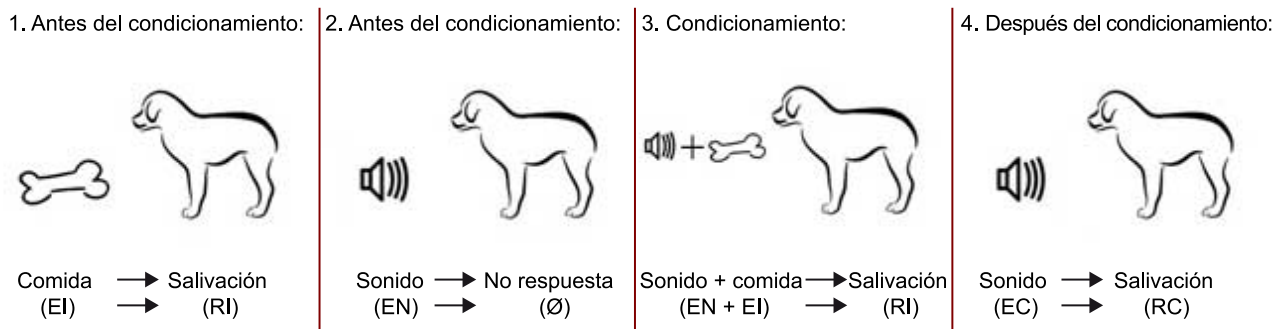 1. Antes del condicionamiento:
Comida → Salivación
(EI) → (RI)
2. Antes del condicionamiento:
Sonido → No respuesta
(EN) → (Ø)
3. Condicionamiento:
+
Sonido + comida → Salivación
(EN + EI) → (RI)
4. Después del condicionamiento:
Sonido → Salivación
(EC) → (RC)